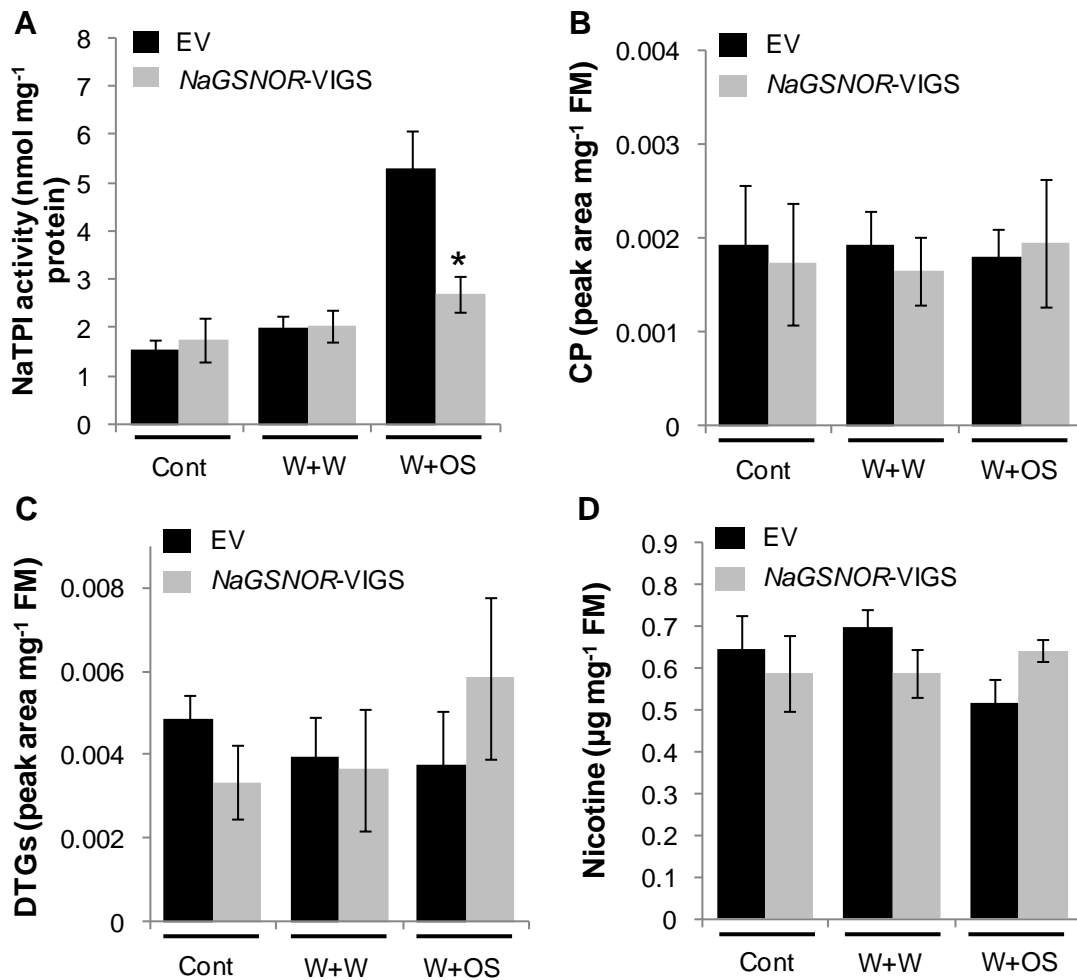 A
NaTPI activity (nmol mg-1
protein)
8
7
6
5
4
3
2
1
0
EV
NaGSNOR-VIGS
*
Cont
W+W
W+OS
B
CP (peak area mg-1 FM)
0.004
0.003
0.002
0.001
0
EV
NaGSNOR-VIGS
Cont
W+W
W+OS
C
DTGs (peak area mg-1 FM)
0.008
0.006
0.004
0.002
0
EV
NaGSNOR-VIGS
Cont
W+W
W+OS
D
Nicotine (µg mg-1 FM)
0.9
0.8
0.7
0.6
0.5
0.4
0.3
0.2
0.1
0
EV
NaGSNOR-VIGS
Cont
W+W
W+OS